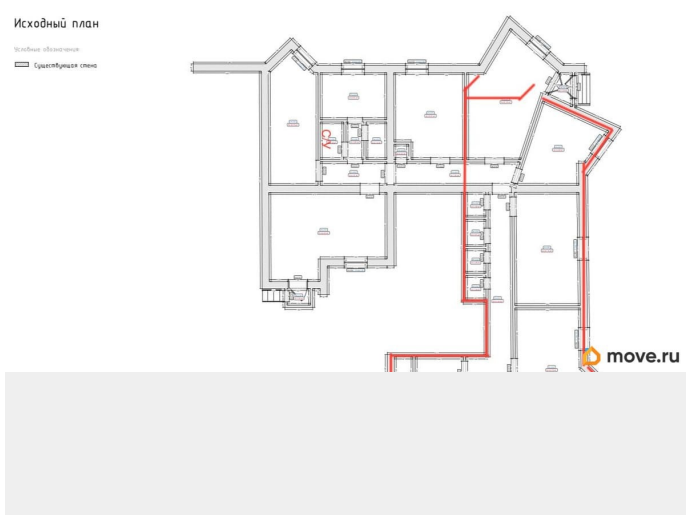 Исходный план
Условные обозначения
Существующая стена
С/У
move.ru